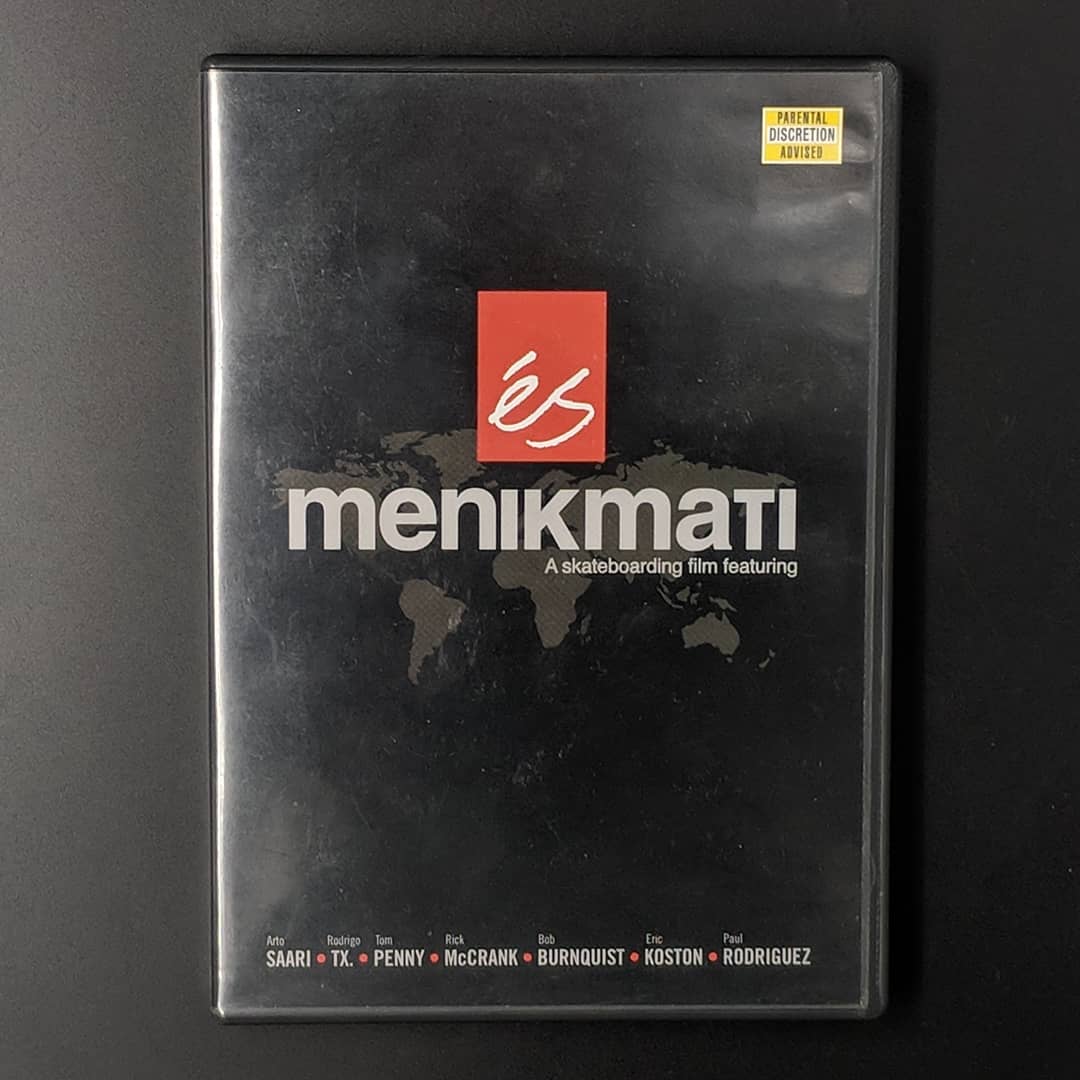 PARENTAL
DISCRETION
ADVISED
és
menikmati
A skateboarding film featuring
Arto Rodrigo Tom Rick Bob Eric Paul
SAARI • TX. • PENNY • McCRANK • BURNQUIST • KOSTON • RODRIGUEZ